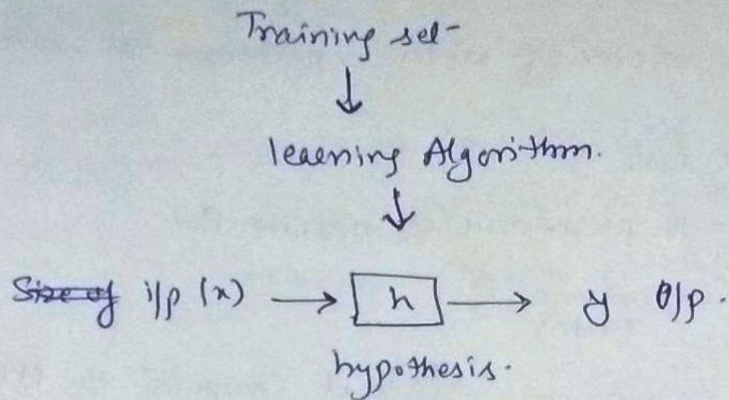 Training set
↓
learning Algorithm.
↓
Size of i/p (x) → h → y O/p.
hypothesis.